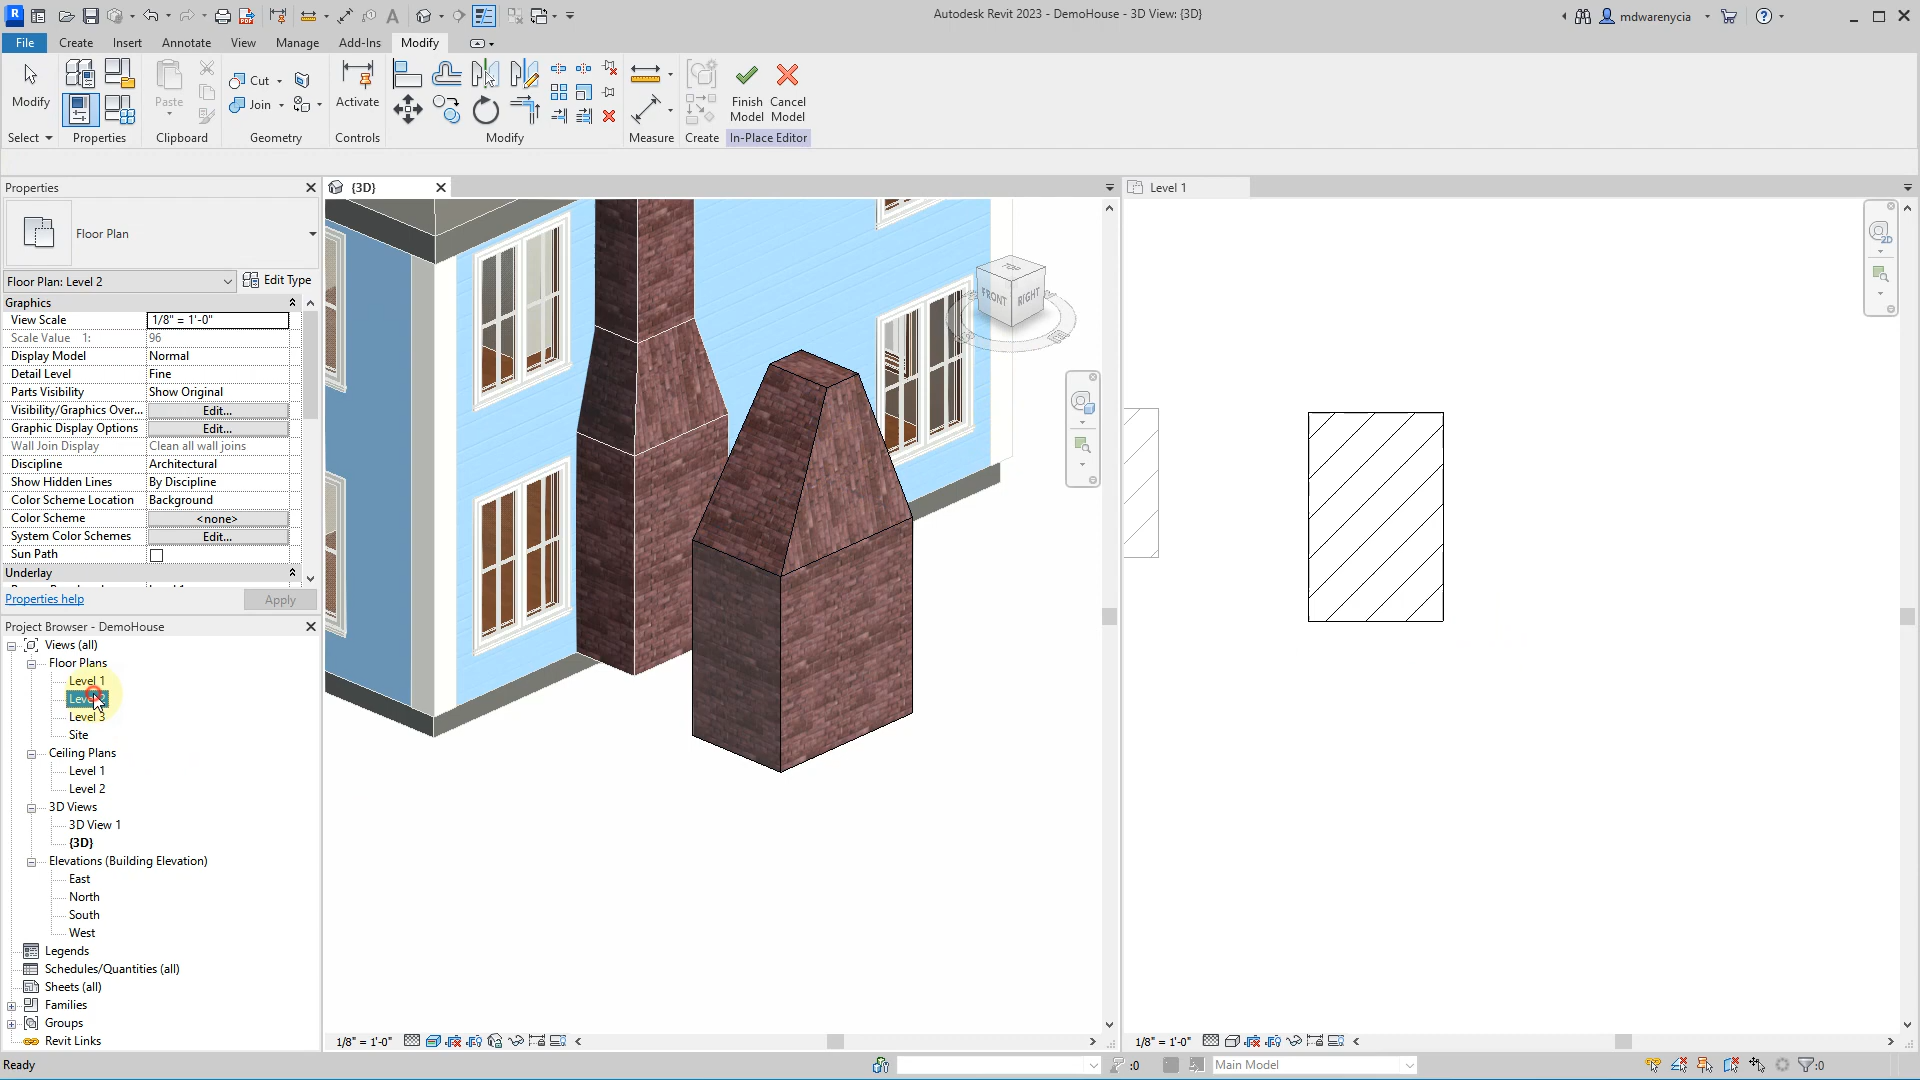 Autodesk Revit 2023 - DemoHouse - 3D View: {3D}
mdwarenycia
File Create Insert Annotate View Manage Add-Ins Modify
Modify
Paste
Cut
Join
Activate
Finish Model
Cancel Model
Select Properties Clipboard Geometry Controls Modify Measure Create In-Place Editor
Properties
{3D}
Level 1
Floor Plan
Floor Plan: Level 2
Edit Type
Graphics
View Scale 1/8" = 1'-0"
Scale Value 1: 96
Display Model Normal
Detail Level Fine
Parts Visibility Show Original
Visibility/Graphics Over... Edit...
Graphic Display Options Edit...
Wall Join Display Clean all wall joins
Discipline Architectural
Show Hidden Lines By Discipline
Color Scheme Location Background
Color Scheme <none>
System Color Schemes Edit...
Sun Path
Underlay
Properties help
Apply
TOP
FRONT
RIGHT
2D
Project Browser - DemoHouse
Views (all)
Floor Plans
Level 1
Level 3
Site
Ceiling Plans
Level 1
Level 2
3D Views
3D View 1
{3D}
Elevations (Building Elevation)
East
North
South
West
Legends
Schedules/Quantities (all)
Sheets (all)
Families
Groups
Revit Links
1/8" = 1'-0"
1/8" = 1'-0"
Ready
:0
Main Model
:0